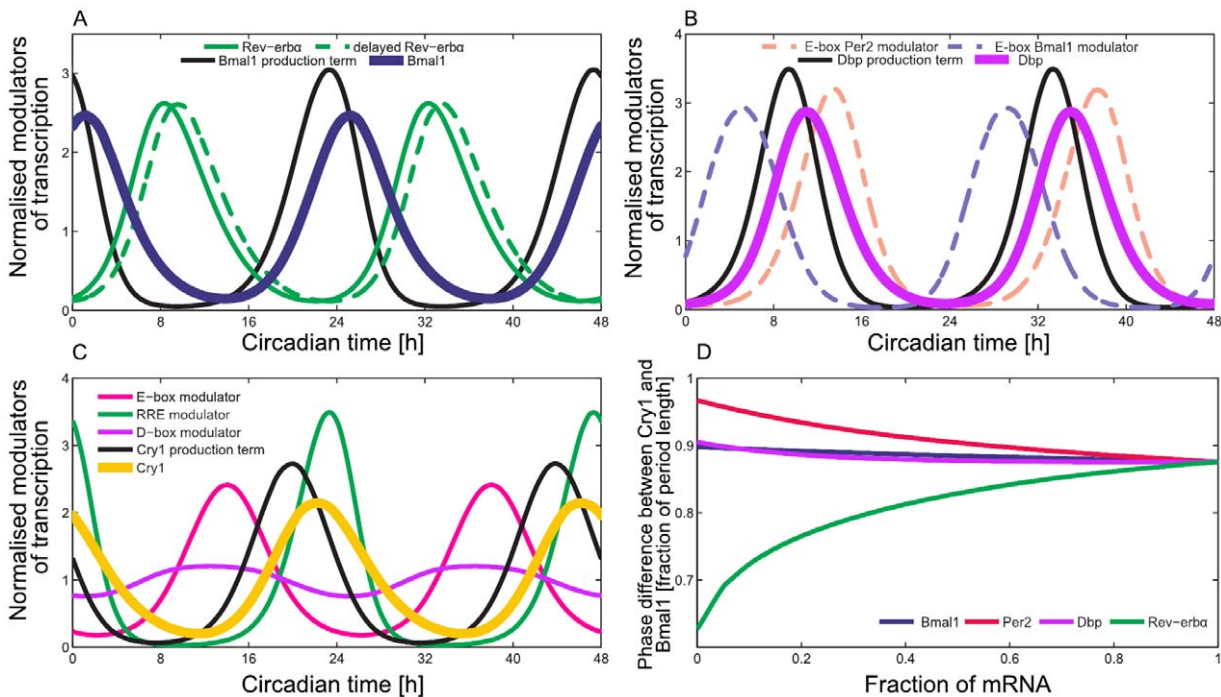 A
Rev-erbα
delayed Rev-erbα
Bmal1 production term
Bmal1
Normalised modulators
of transcription
3
2
1
0
0
8
16
24
32
40
48
Circadian time [h]
B
E-box Per2 modulator
E-box Bmal1 modulator
Dbp production term
Dbp
Normalised modulators
of transcription
4
3
2
1
0
0
8
16
24
32
40
48
Circadian time [h]
C
E-box modulator
RRE modulator
D-box modulator
Cry1 production term
Cry1
Normalised modulators
of transcription
4
3
2
1
0
0
8
16
24
32
40
48
Circadian time [h]
D
Phase difference between Cry1 and
Bmal1 [fraction of period length]
1
0.9
0.8
0.7
Bmal1
Per2
Dbp
Rev-erbα
0
0.2
0.4
0.6
0.8
1
Fraction of mRNA